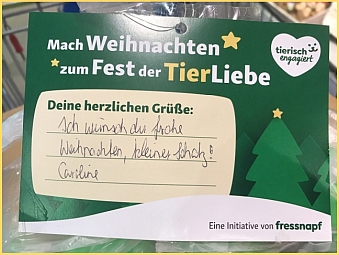 Mach Weihnachten
zum Fest der TierLiebe
tierisch
engagiert
Deine herzlichen Grüße:
Ich wünsch du frohe
Weihnachten, kleiner Schatz!
Caroline
Eine Initiative von fressnapf